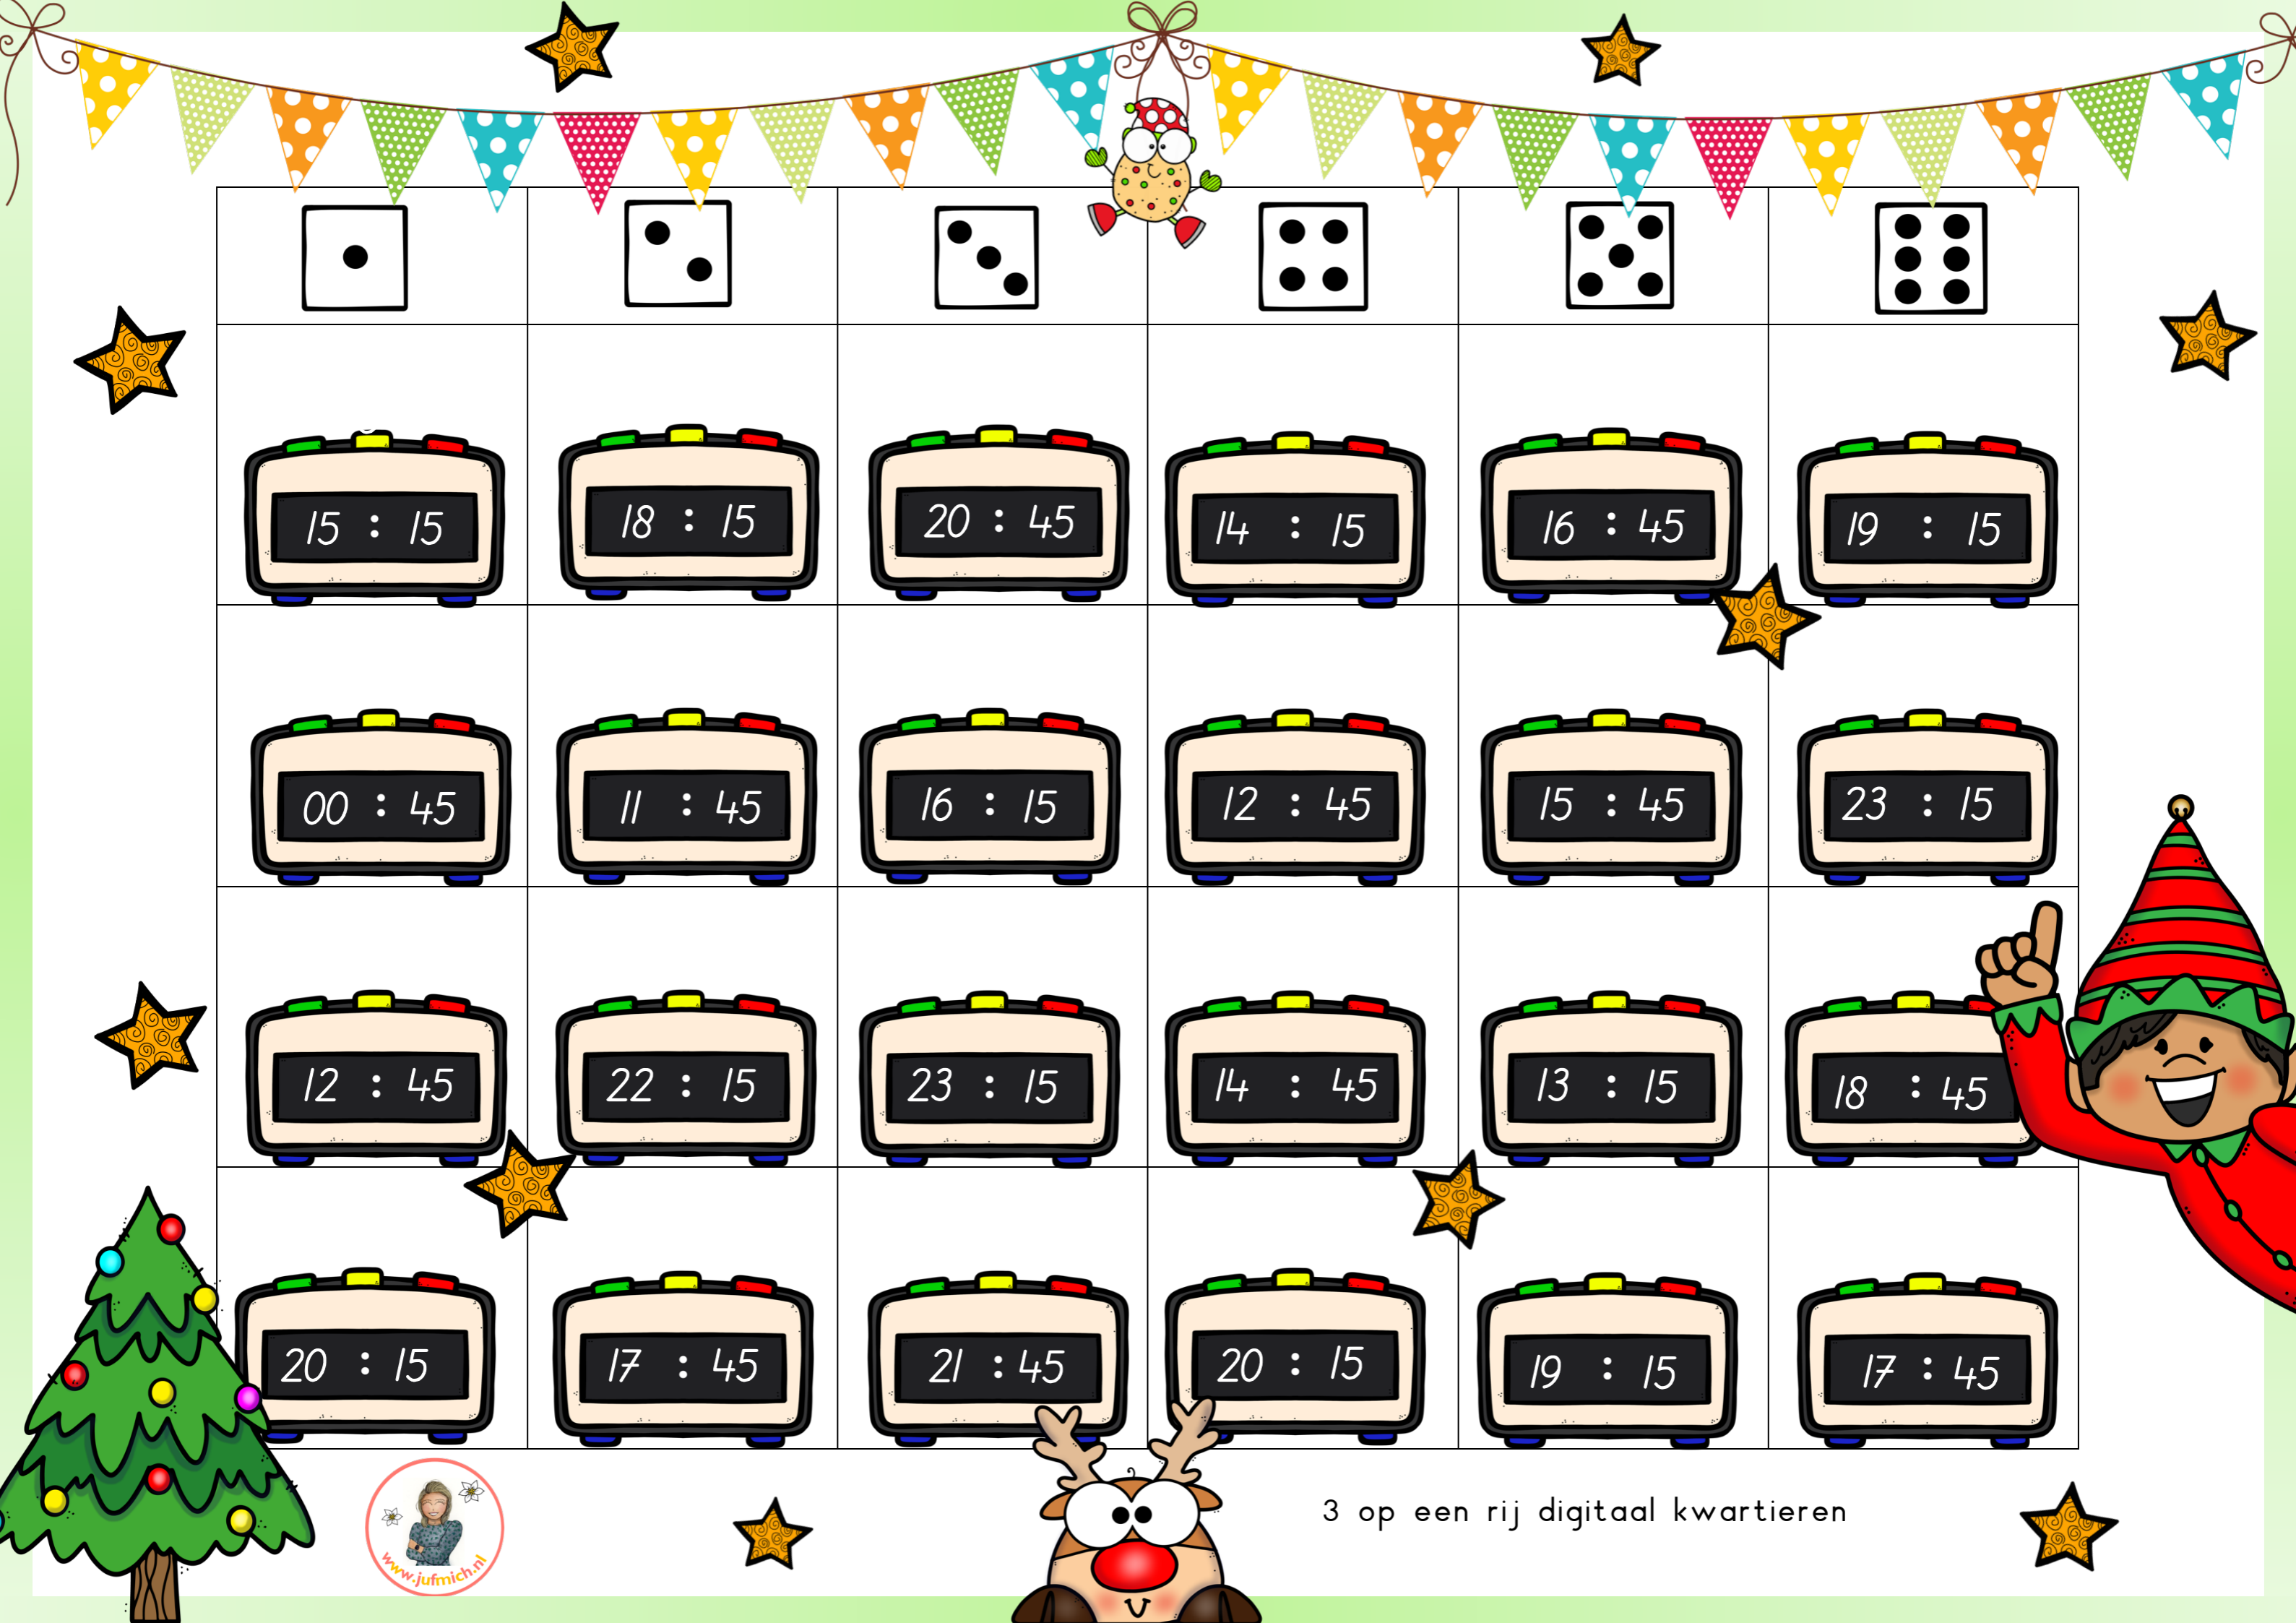 15 : 15 18 : 15 20 : 45 14 : 15 16 : 45 19 : 15
00 : 45 11 : 45 16 : 15 12 : 45 15 : 45 23 : 15
12 : 45 22 : 15 23 : 15 14 : 45 13 : 15 18 : 45
20 : 15 17 : 45 21 : 45 20 : 15 19 : 15 17 : 45
3 op een rij digitaal kwartieren
www.jufmich.nl